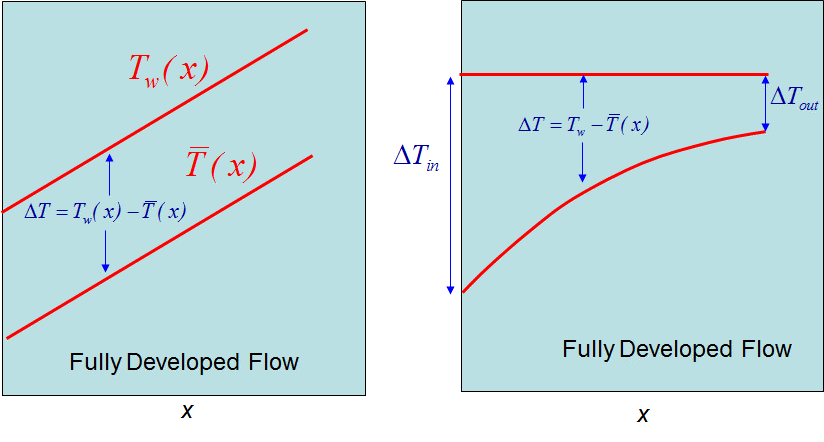 T_w(x)
T̅(x)
ΔT = T_w(x) − T̅(x)
Fully Developed Flow
x
ΔT_out
ΔT = T_w − T̅(x)
ΔT_in
Fully Developed Flow
x